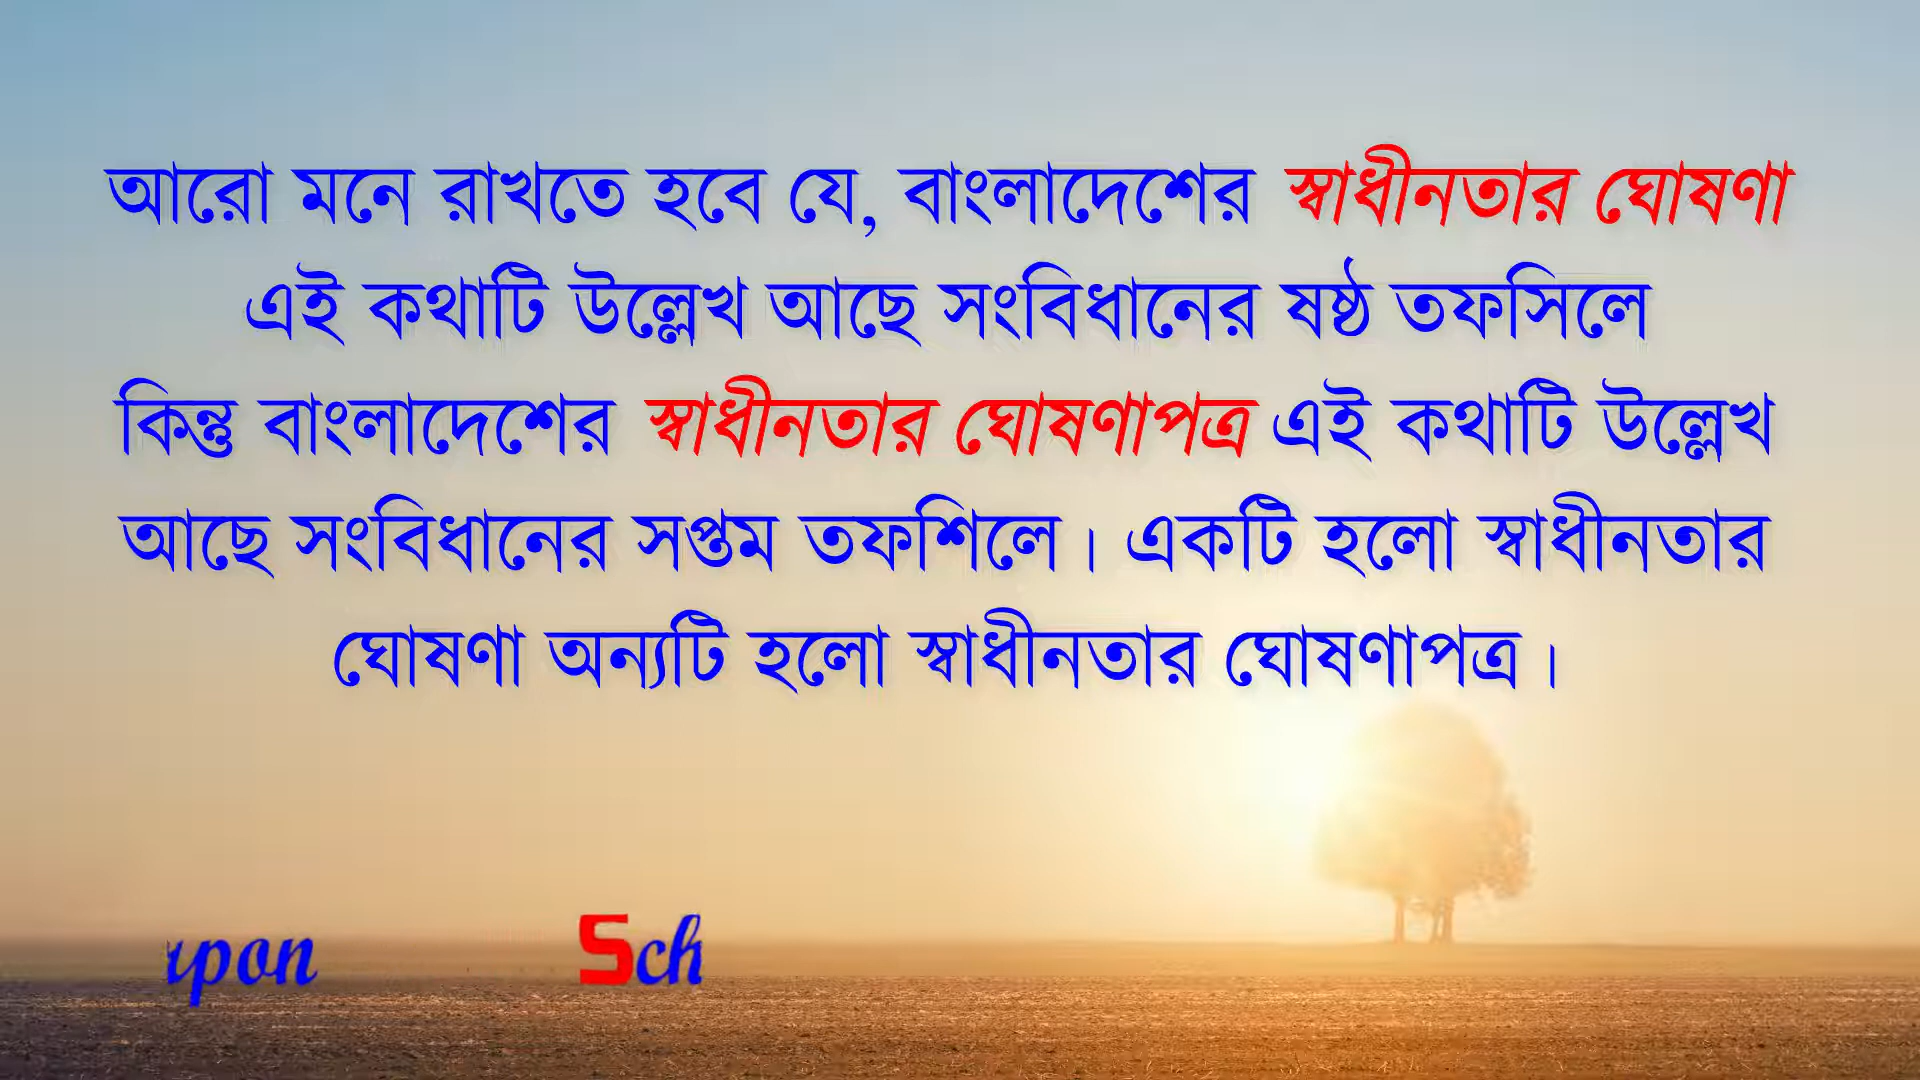 আরো মনে রাখতে হবে যে, বাংলাদেশের স্বাধীনতার ঘোষণা
এই কথাটি উল্লেখ আছে সংবিধানের ষষ্ঠ তফসিলে
কিন্তু বাংলাদেশের স্বাধীনতার ঘোষণাপত্র এই কথাটি উল্লেখ
আছে সংবিধানের সপ্তম তফশিলে। একটি হলো স্বাধীনতার
ঘোষণা অন্যটি হলো স্বাধীনতার ঘোষণাপত্র।
Sch